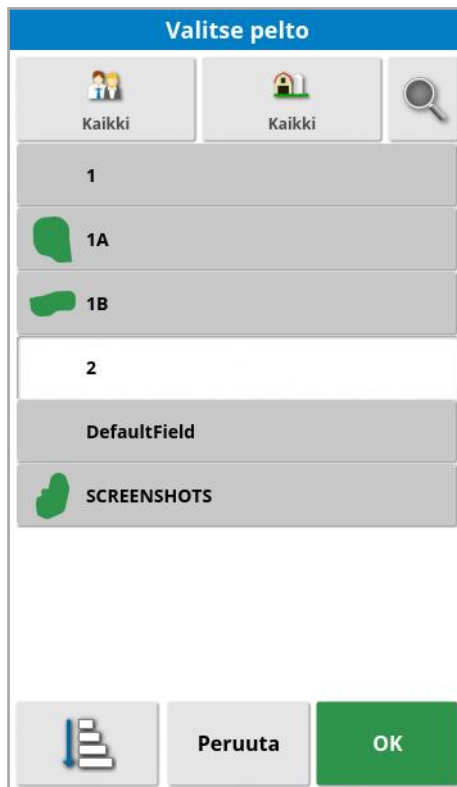 Valitse pelto
Kaikki Kaikki
1
1A
1B
2
DefaultField
SCREENSHOTS
Peruuta OK